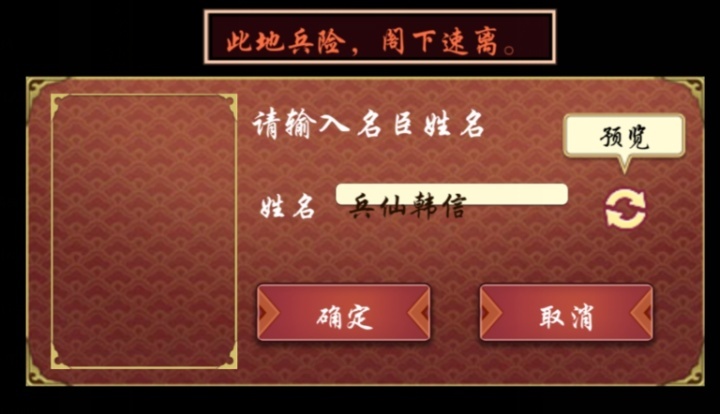 此地兵险，阁下速离。
请输入名臣姓名
预览
姓名 兵仙韩信
确定 取消